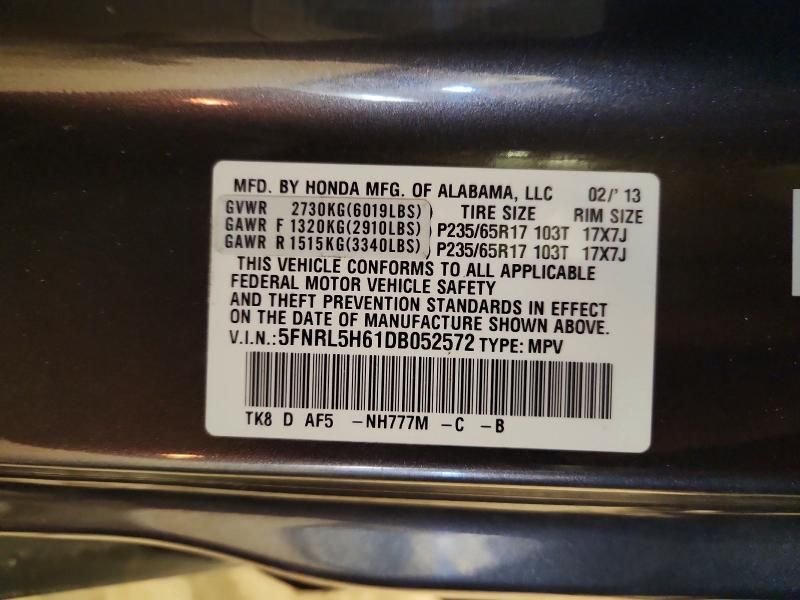 MFD. BY HONDA MFG. OF ALABAMA, LLC 02/' 13
GVWR 2730KG(6019LBS) TIRE SIZE RIM SIZE
GAWR F 1320KG(2910LBS) P235/65R17 103T 17X7J
GAWR R 1515KG(3340LBS) P235/65R17 103T 17X7J
THIS VEHICLE CONFORMS TO ALL APPLICABLE
FEDERAL MOTOR VEHICLE SAFETY
AND THEFT PREVENTION STANDARDS IN EFFECT
ON THE DATE OF MANUFACTURE SHOWN ABOVE.
V.I.N.:5FNRL5H61DB052572 TYPE: MPV
TK8 D AF5 -NH777M -C -B